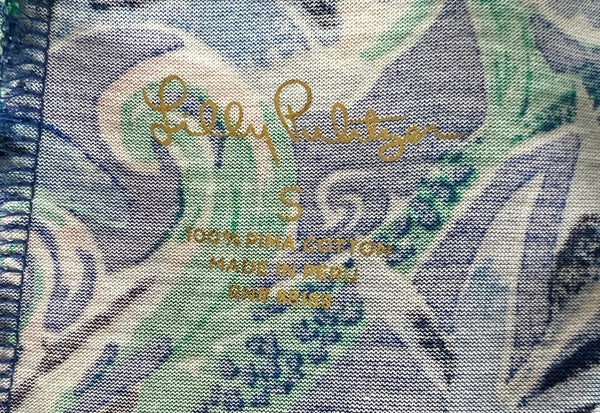 Lilly Pulitzer
S
100% PIMA COTTON
MADE IN PERU